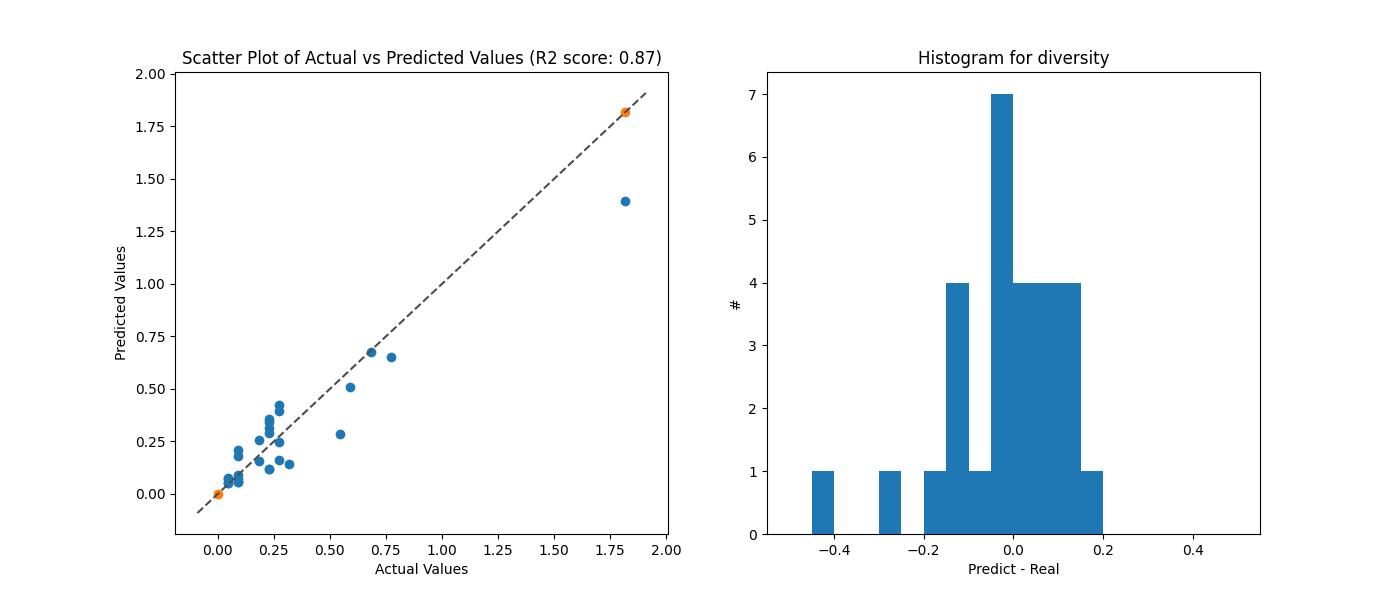 Scatter Plot of Actual vs Predicted Values (R2 score: 0.87)
2.00
1.75
1.50
1.25
1.00
0.75
0.50
0.25
0.00
Predicted Values
0.00 0.25 0.50 0.75 1.00 1.25 1.50 1.75 2.00
Actual Values
Histogram for diversity
7
6
5
4
3
2
1
0
#
−0.4 −0.2 0.0 0.2 0.4
Predict - Real